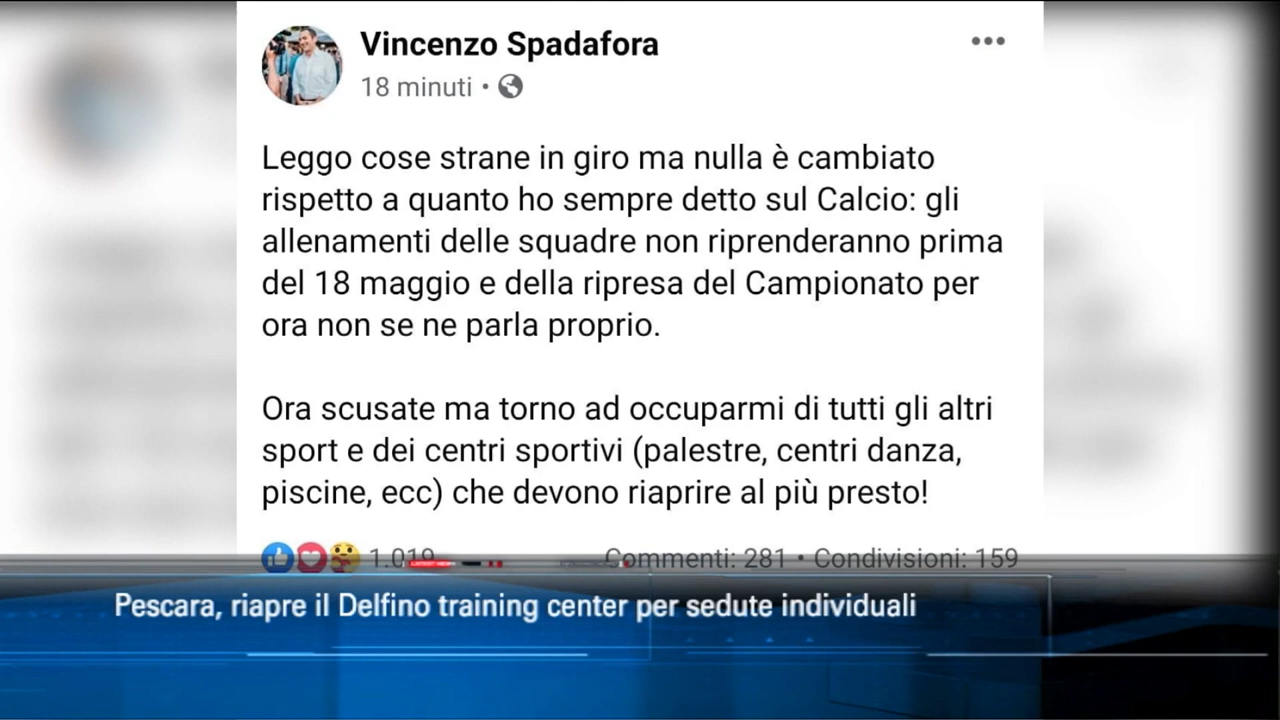 Vincenzo Spadafora
18 minuti •
Leggo cose strane in giro ma nulla è cambiato
rispetto a quanto ho sempre detto sul Calcio: gli
allenamenti delle squadre non riprenderanno prima
del 18 maggio e della ripresa del Campionato per
ora non se ne parla proprio.
Ora scusate ma torno ad occuparmi di tutti gli altri
sport e dei centri sportivi (palestre, centri danza,
piscine, ecc) che devono riaprire al più presto!
1.019 Commenti: 281 • Condivisioni: 159
LATEST NEWS
Pescara, riapre il Delfino training center per sedute individuali